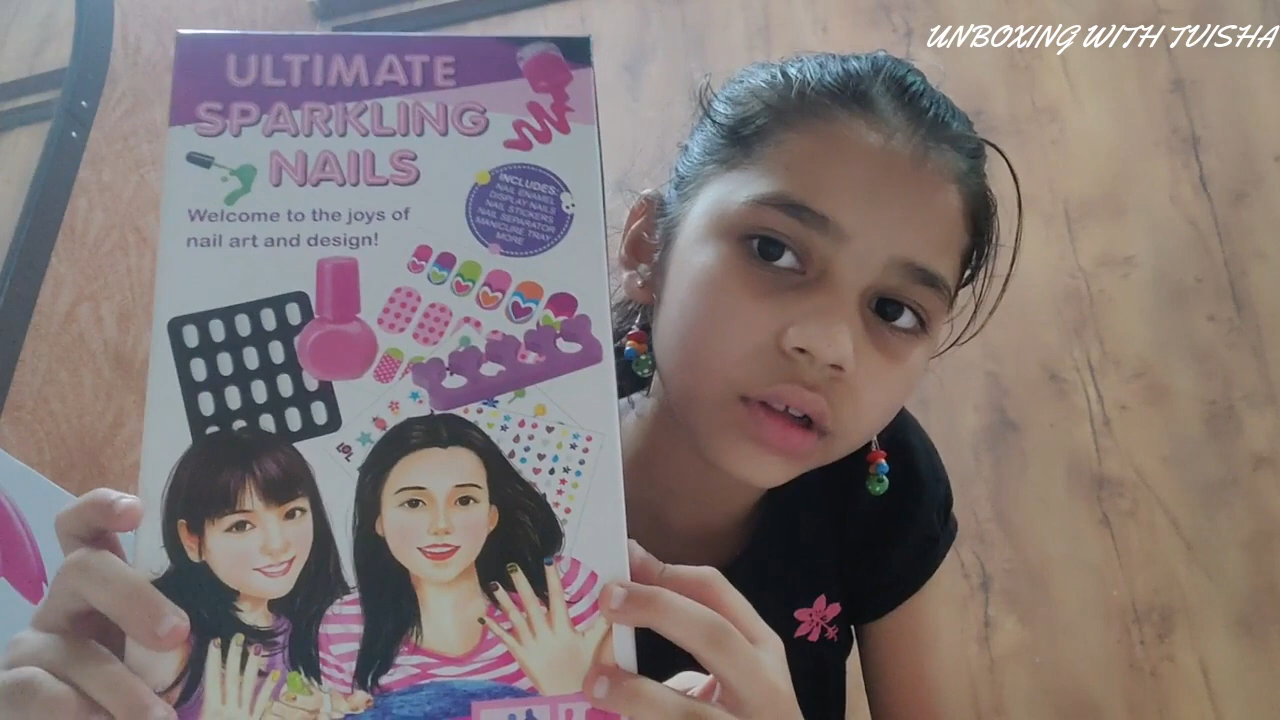 UNBOXING WITH TVISHA
ULTIMATE
SPARKLING
NAILS
Welcome to the joys of
nail art and design!
INCLUDES:
NAIL ENAMEL
DISPLAY NAILS
NAIL STICKERS
NAIL SEPARATOR
MANICURE TRAY
MORE
LOL